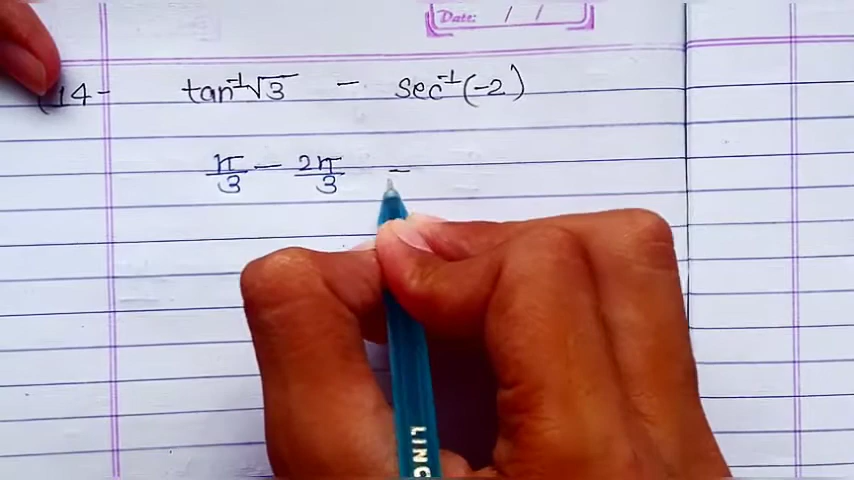 Date: / /
(14- tan⁻¹√3 - sec⁻¹(-2)
π/3 - 2π/3 -
LINC